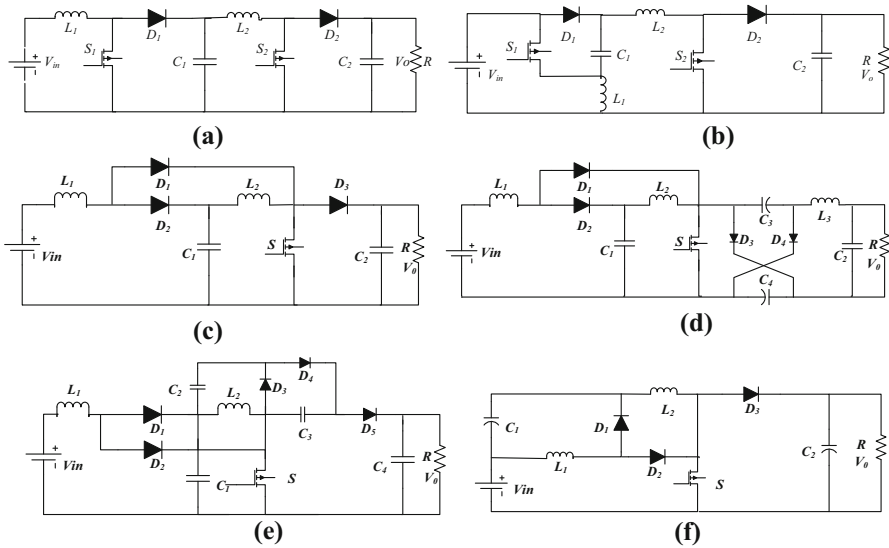 L1 D1 L2 D2
S1 S2
Vin C1 C2 Vo R
(a)
D1 L2 D2
S1 C1 S2 C2 R
Vin L1 Vo
(b)
L1 D1 L2 D3
D2
Vin C1 S C2 R
V0
(c)
L1 D1 L2 C3 L3
D2 D3 D4
Vin C1 S C2 R
C4 V0
(d)
L1 C2 L2 D3 D4
D1 C3 D5
Vin D2 C4 R
C1 S V0
(e)
L2 D3
C1 D1 C2 R
L1 D2 V0
Vin S
(f)